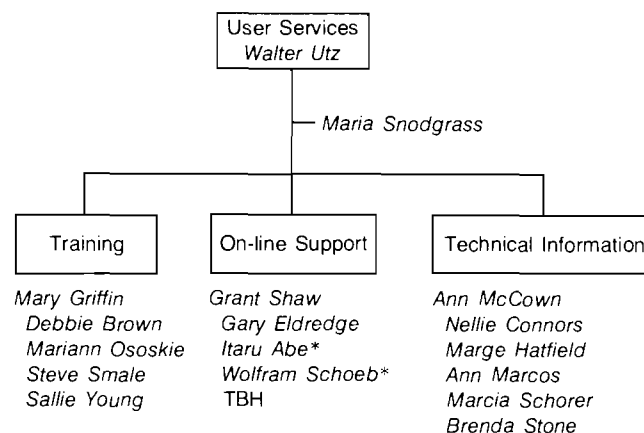 User Services
Walter Utz
Maria Snodgrass
Training
Mary Griffin
Debbie Brown
Mariann Ososkie
Steve Smale
Sallie Young
On-line Support
Grant Shaw
Gary Eldredge
Itaru Abe*
Wolfram Schoeb*
TBH
Technical Information
Ann McCown
Nellie Connors
Marge Hatfield
Ann Marcos
Marcia Schorer
Brenda Stone